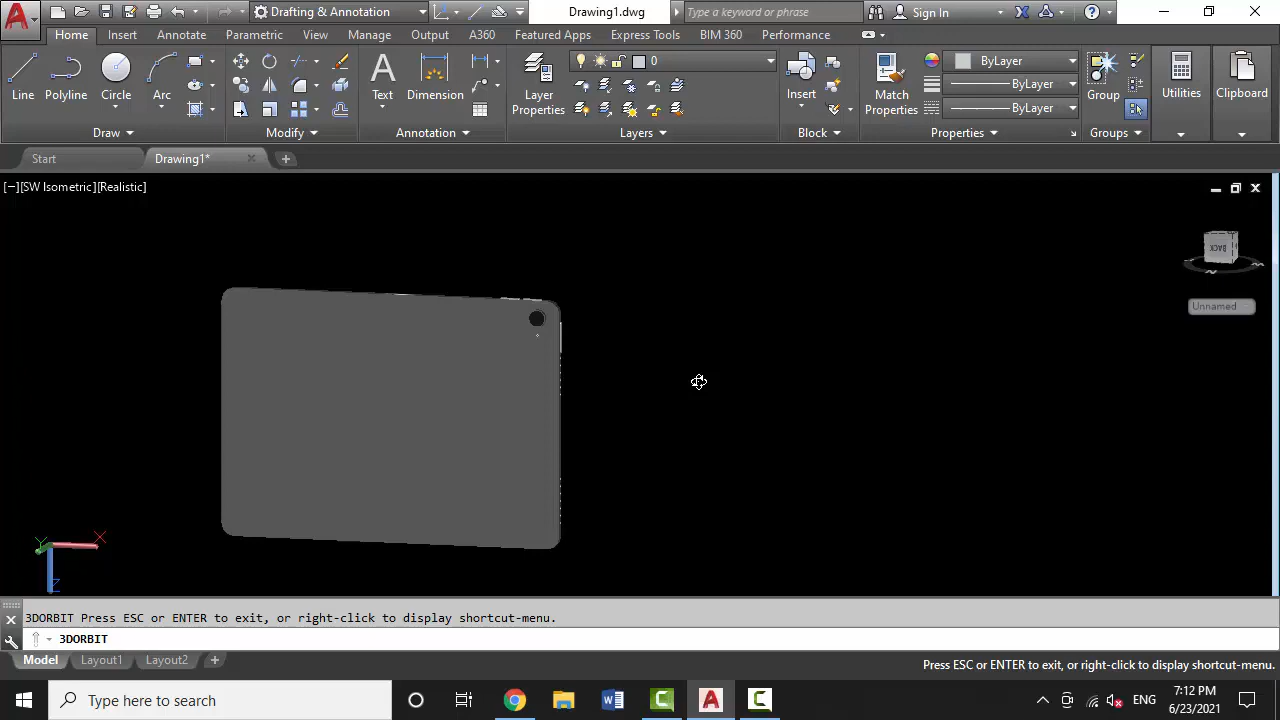 Drafting & Annotation
Drawing1.dwg
Type a keyword or phrase
Sign In
Home
Insert
Annotate
Parametric
View
Manage
Output
A360
Featured Apps
Express Tools
BIM 360
Performance
Line
Polyline
Circle
Arc
Text
Dimension
Layer
Properties
0
Insert
Match
Properties
ByLayer
ByLayer
ByLayer
Group
Utilities
Clipboard
Draw
Modify
Annotation
Layers
Block
Properties
Groups
Start
Drawing1*
[−][SW Isometric][Realistic]
BACK
Unnamed
X
Y
Z
3DORBIT Press ESC or ENTER to exit, or right-click to display shortcut-menu.
3DORBIT
Model
Layout1
Layout2
Press ESC or ENTER to exit, or right-click to display shortcut-menu.
Type here to search
ENG
7:12 PM
6/23/2021